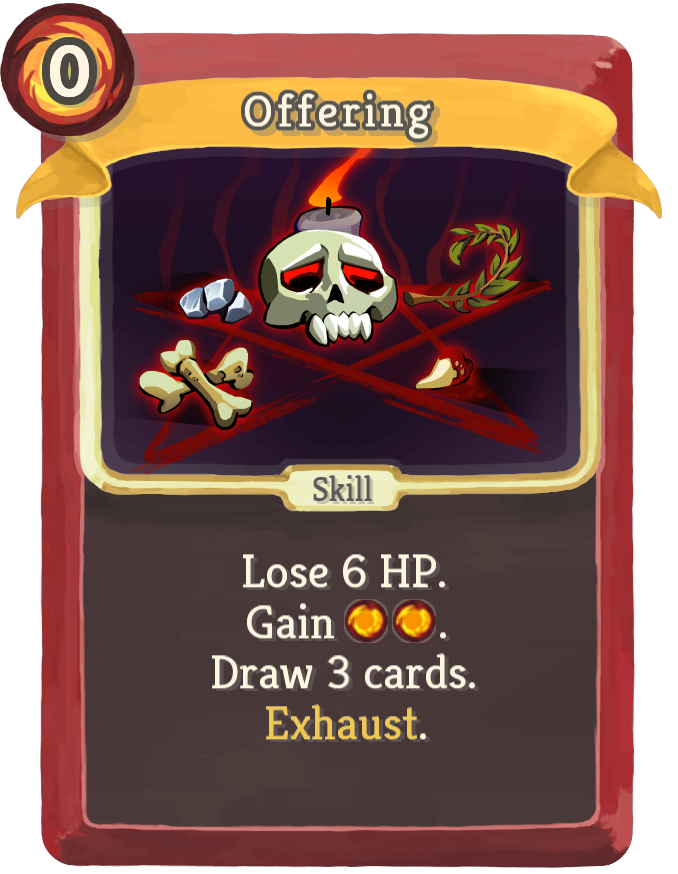 0
Offering
Skill
Lose 6 HP.
Gain .
Draw 3 cards.
Exhaust.